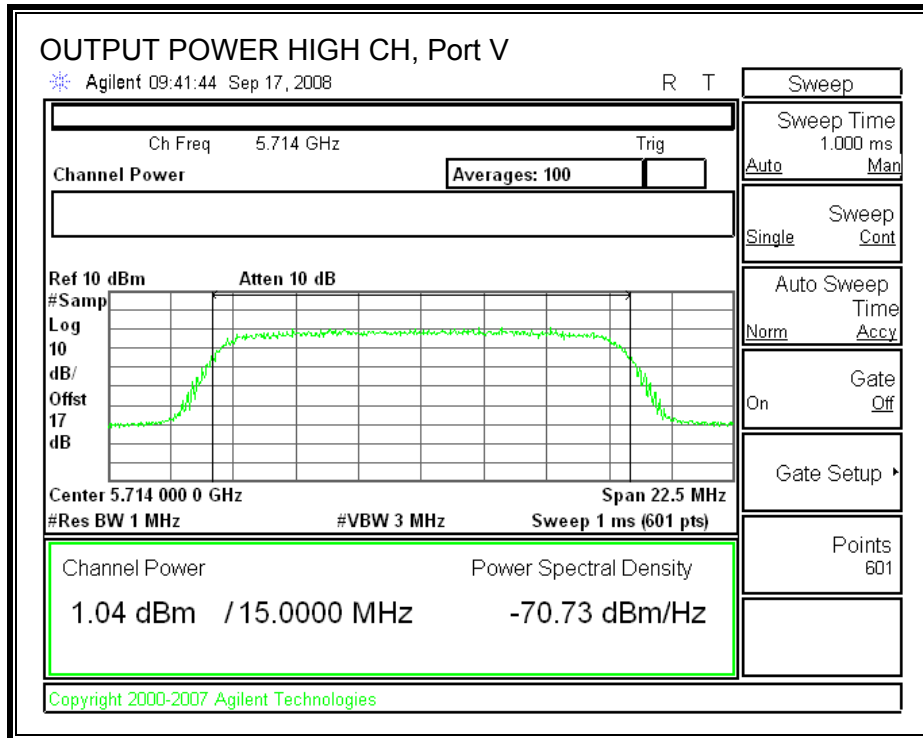 OUTPUT POWER HIGH CH, Port V
Agilent 09:41:44 Sep 17, 2008 R T
Ch Freq 5.714 GHz Trig
Channel Power Averages: 100
Ref 10 dBm Atten 10 dB
#Samp
Log
10
dB/
Offst
17
dB
Center 5.714 000 0 GHz Span 22.5 MHz
#Res BW 1 MHz #VBW 3 MHz Sweep 1 ms (601 pts)
Channel Power Power Spectral Density
1.04 dBm / 15.0000 MHz -70.73 dBm/Hz
Copyright 2000-2007 Agilent Technologies
Sweep
Sweep Time
1.000 ms
Auto Man
Sweep
Single Cont
Auto Sweep
Time
Norm Accy
Gate
On Off
Gate Setup
Points
601